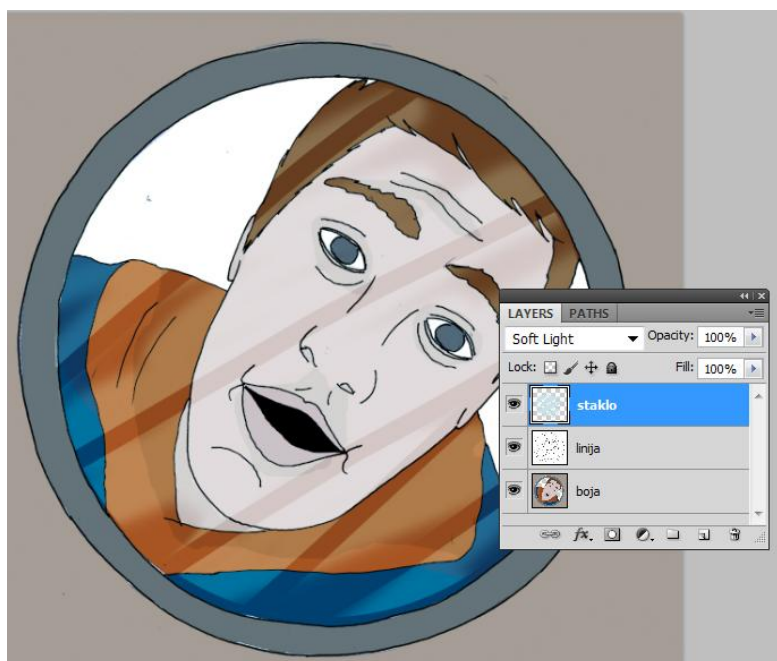 LAYERS PATHS
Soft Light Opacity: 100%
Lock: Fill: 100%
staklo
linija
boja
fx.